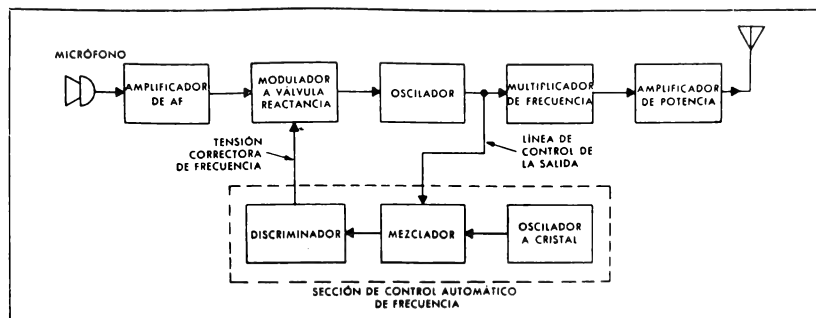 MICRÓFONO
AMPLIFICADOR
DE AF
MODULADOR
A VÁLVULA
REACTANCIA
OSCILADOR
MULTIPLICADOR
DE FRECUENCIA
AMPLIFICADOR
DE POTENCIA
TENSIÓN
CORRECTORA
DE FRECUENCIA
LÍNEA DE
CONTROL DE
LA SALIDA
DISCRIMINADOR
MEZCLADOR
OSCILADOR
A CRISTAL
SECCIÓN DE CONTROL AUTOMÁTICO
DE FRECUENCIA